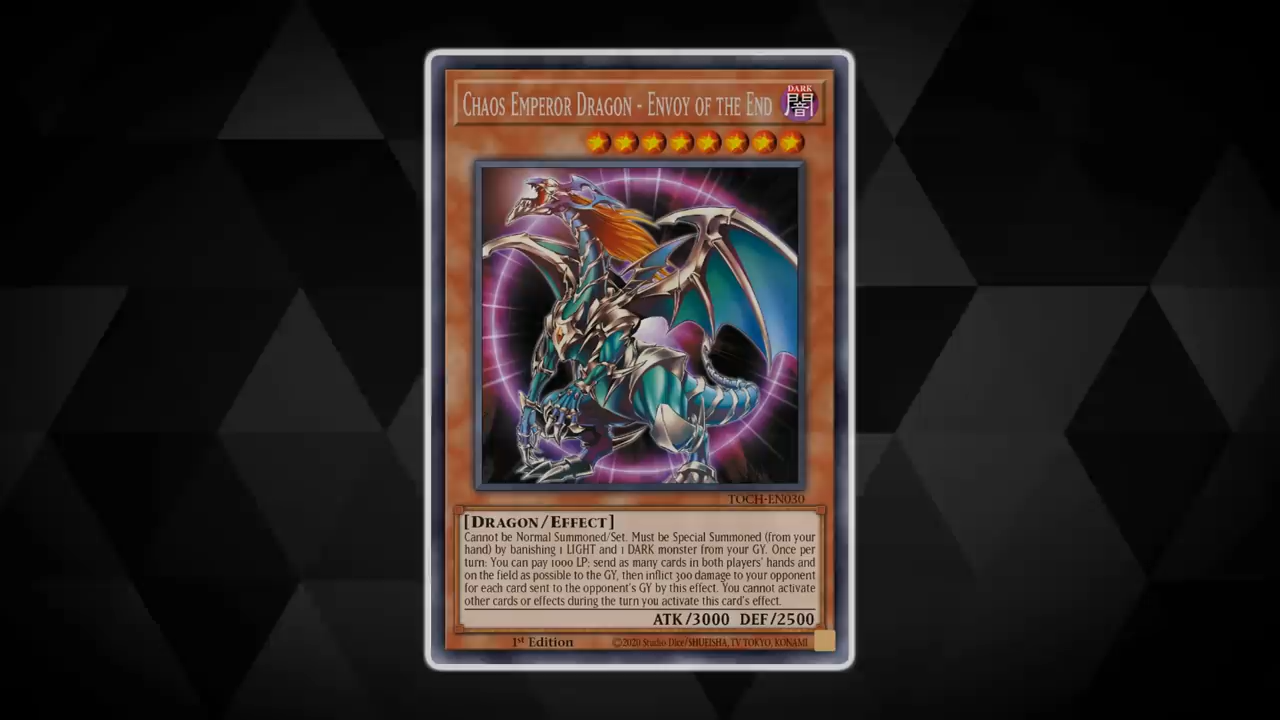 CHAOS EMPEROR DRAGON - ENVOY OF THE END
DARK
闇
TOCH-EN030
[DRAGON/EFFECT]
Cannot be Normal Summoned/Set. Must be Special Summoned (from your
hand) by banishing 1 LIGHT and 1 DARK monster from your GY. Once per
turn: You can pay 1000 LP; send as many cards in both players' hands and
on the field as possible to the GY, then inflict 300 damage to your opponent
for each card sent to the opponent's GY by this effect. You cannot activate
other cards or effects during the turn you activate this card's effect.
ATK/3000 DEF/2500
1st Edition
©2020 Studio Dice/SHUEISHA, TV TOKYO, KONAMI